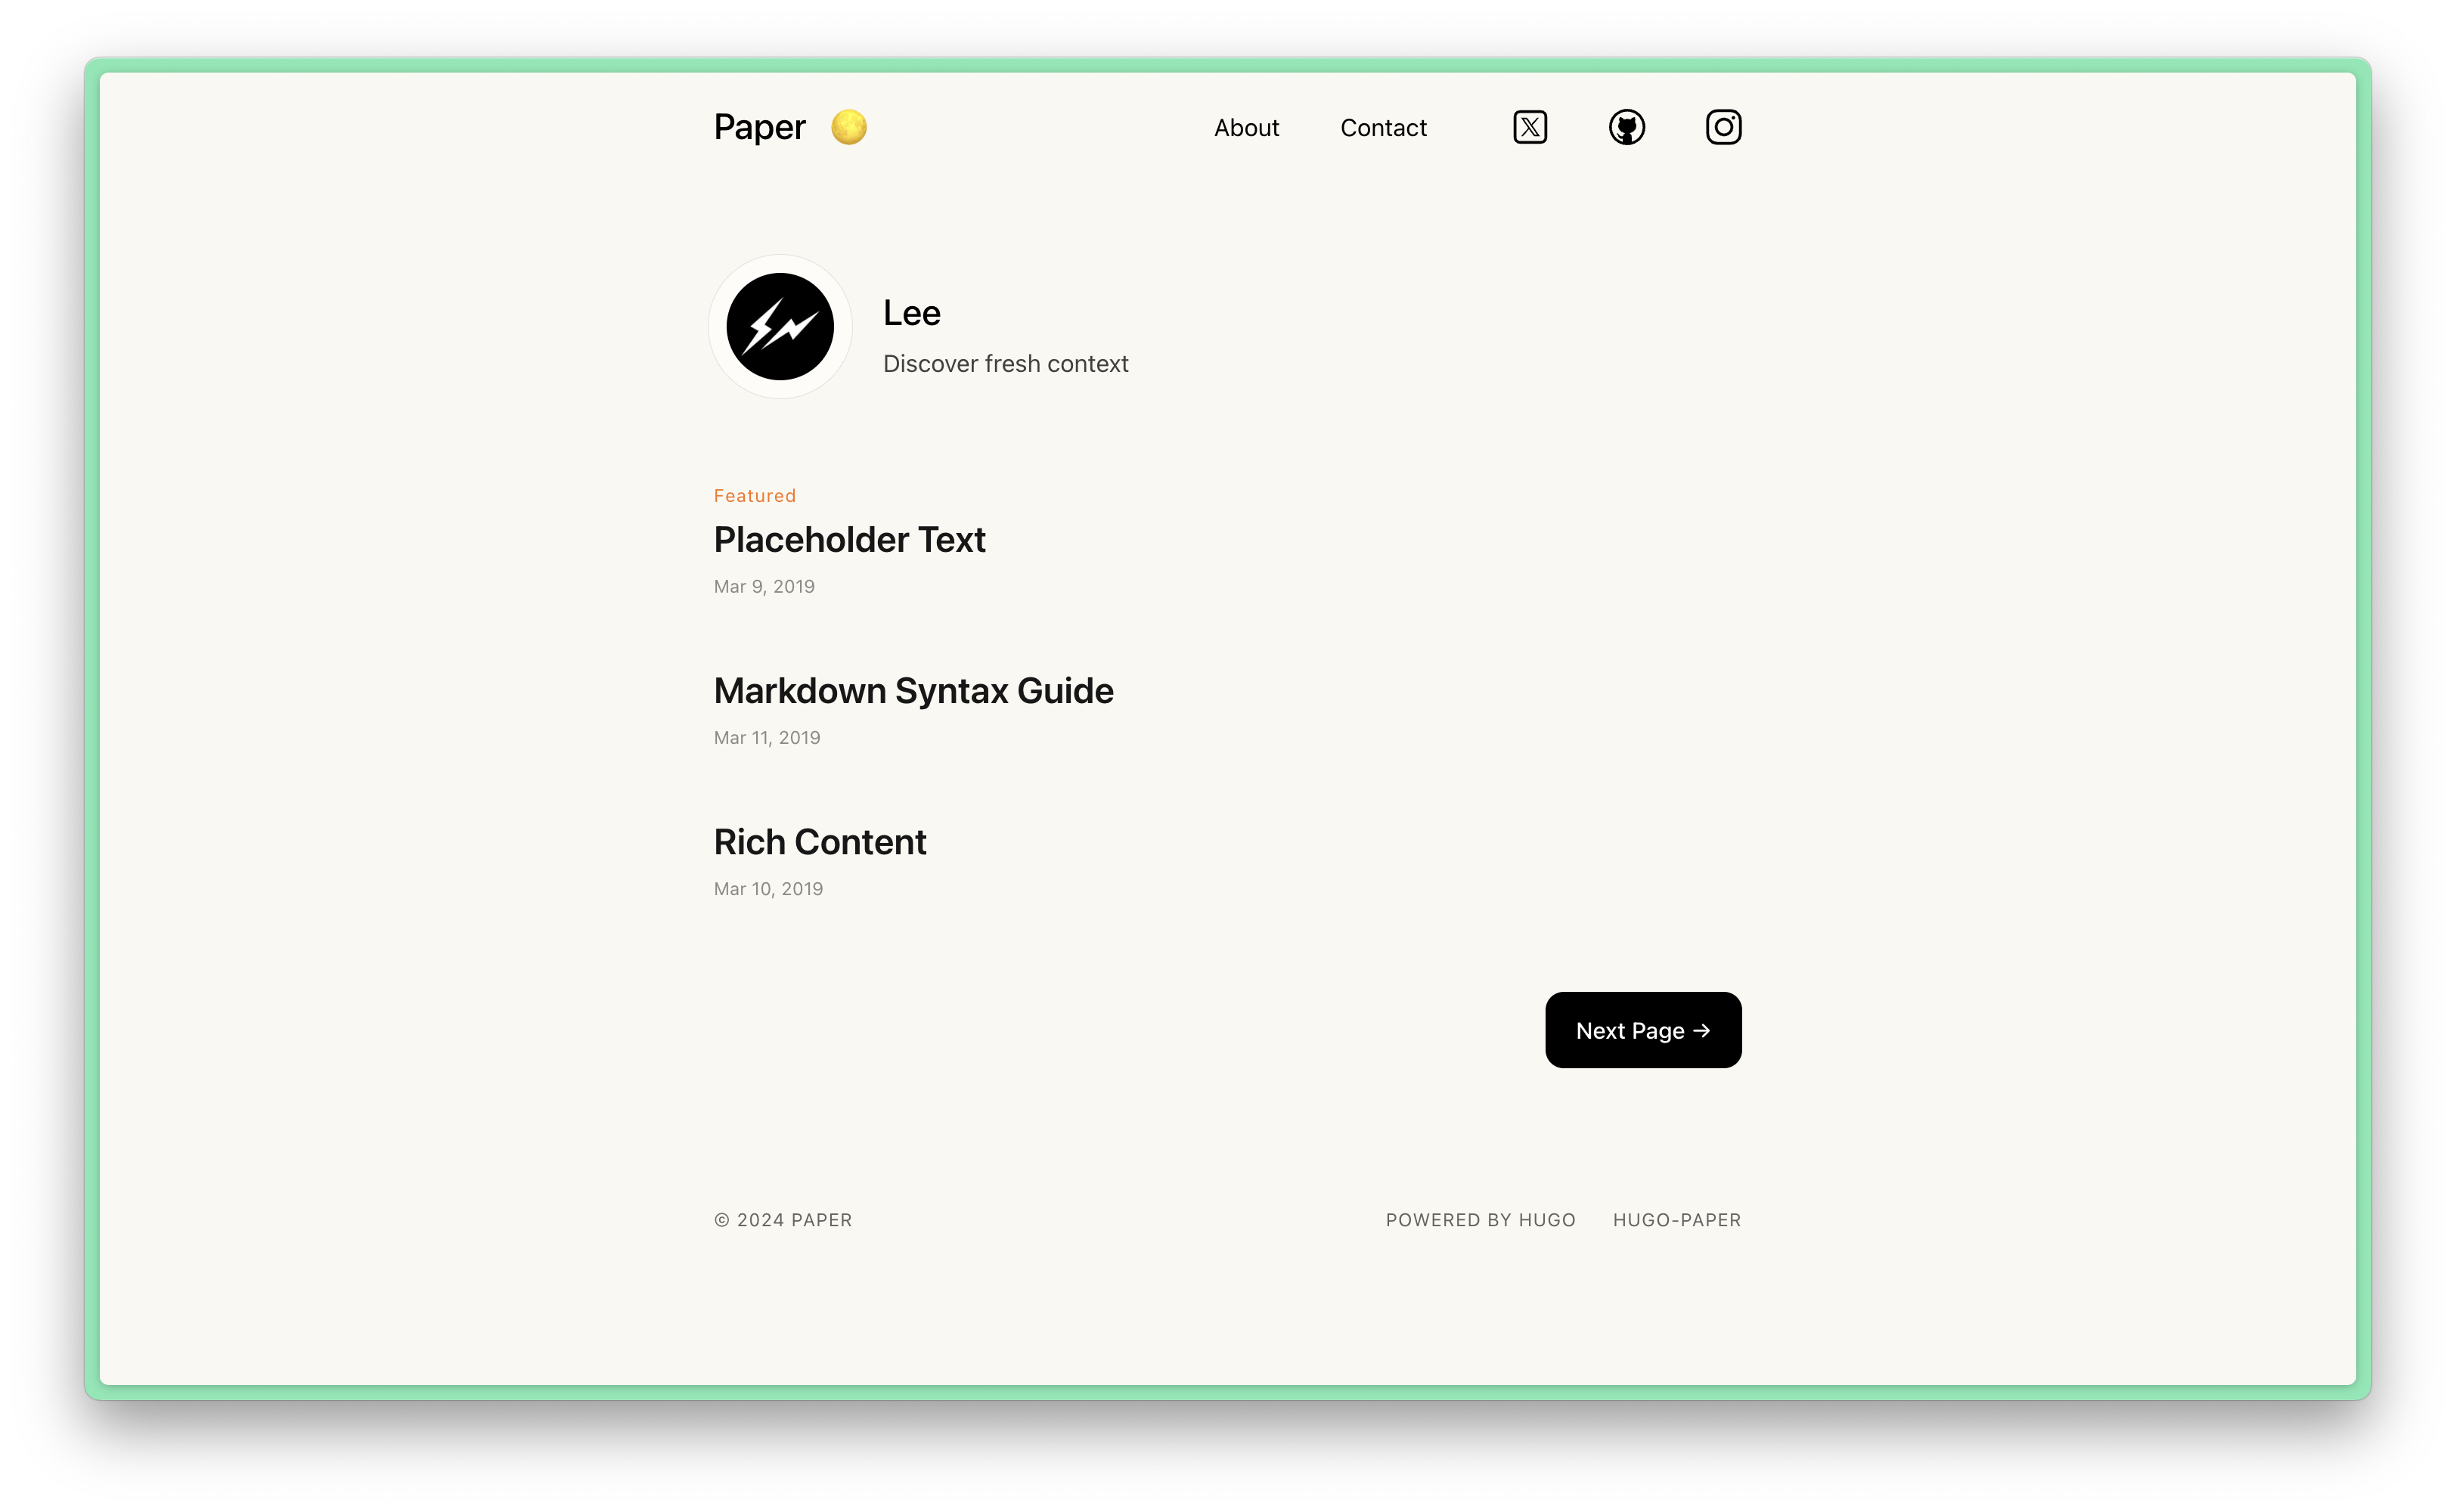 Paper
About
Contact
Lee
Discover fresh context
Featured
Placeholder Text
Mar 9, 2019
Markdown Syntax Guide
Mar 11, 2019
Rich Content
Mar 10, 2019
Next Page →
© 2024 PAPER
POWERED BY HUGO
HUGO-PAPER